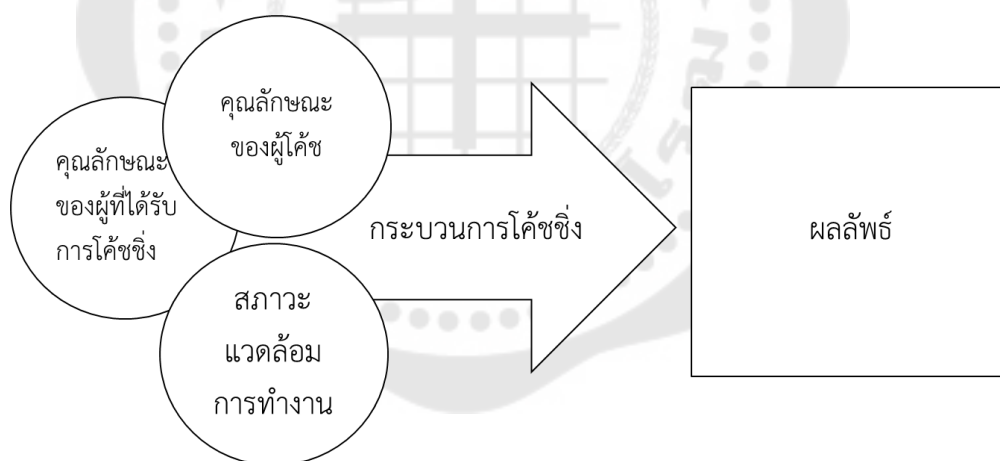 คุณลักษณะ
ของผู้โค้ช
คุณลักษณะ
ของผู้ที่ได้รับ
การโค้ชชิ่ง
สภาวะ
แวดล้อม
การทำงาน
กระบวนการโค้ชชิ่ง
ผลลัพธ์